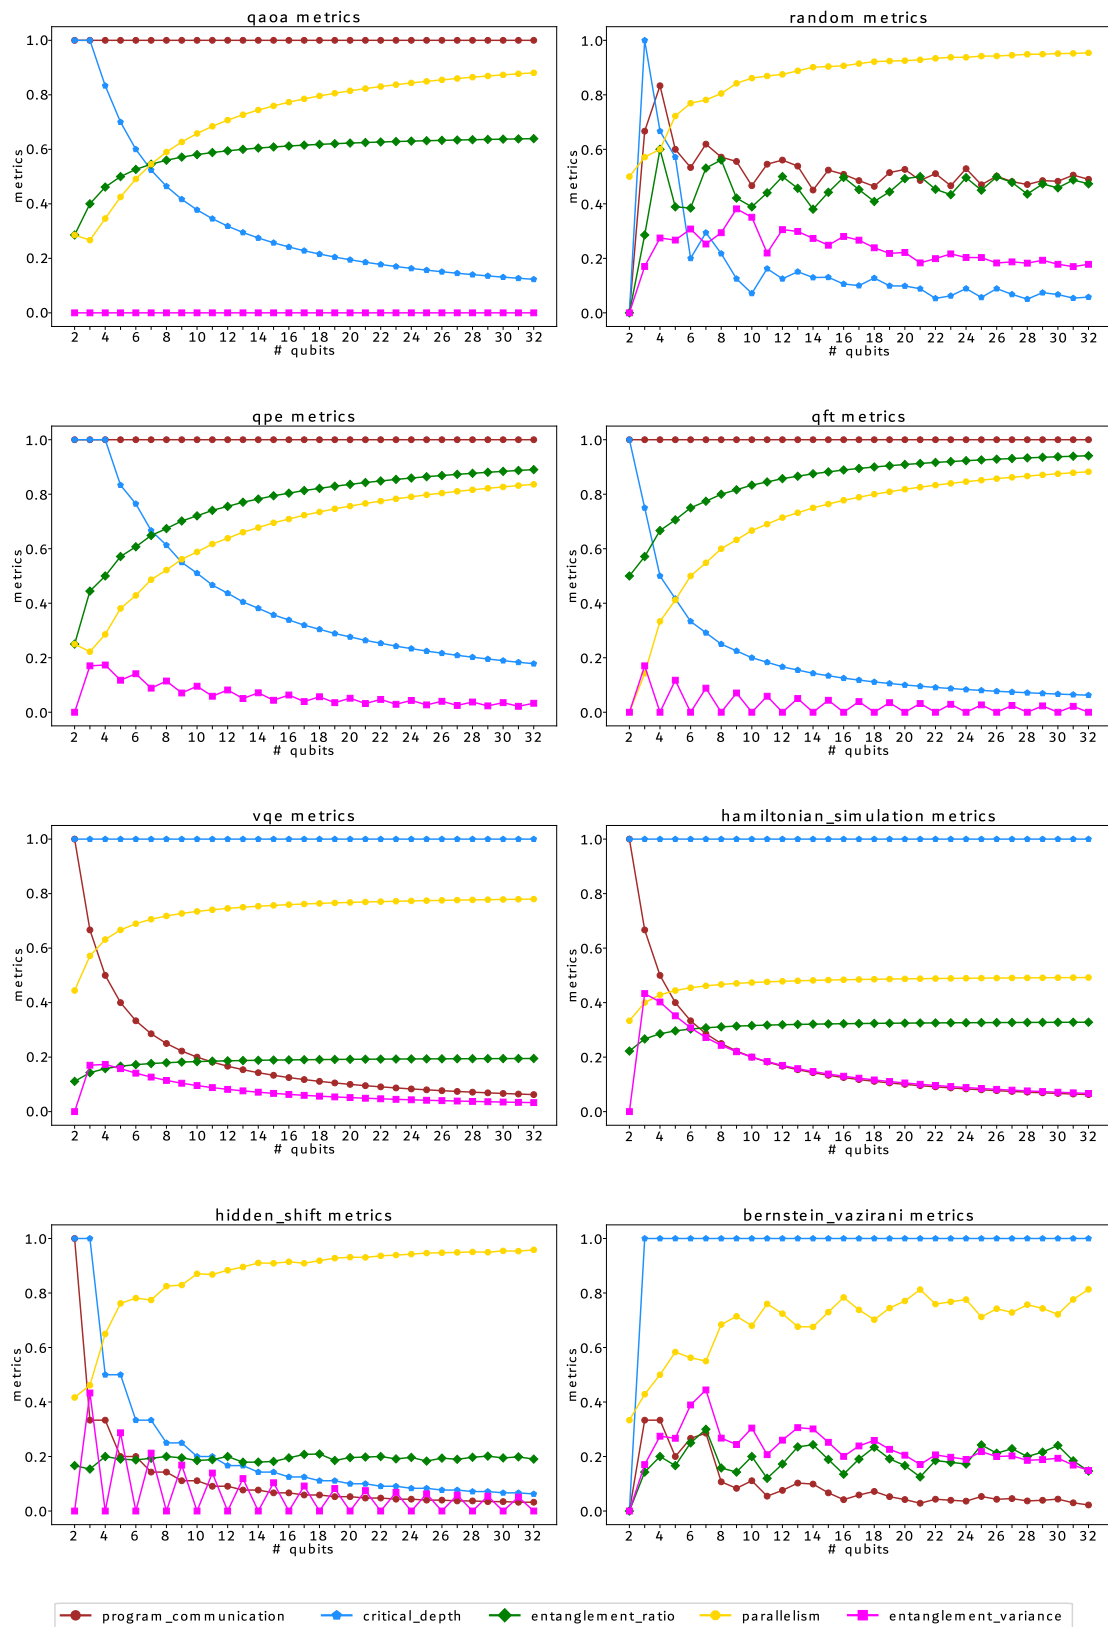 qaoa metrics
random metrics
metrics
1.0
0.8
0.6
0.4
0.2
0.0
2 4 6 8 10 12 14 16 18 20 22 24 26 28 30 32
# qubits
metrics
1.0
0.8
0.6
0.4
0.2
0.0
2 4 6 8 10 12 14 16 18 20 22 24 26 28 30 32
# qubits
qpe metrics
qft metrics
metrics
1.0
0.8
0.6
0.4
0.2
0.0
2 4 6 8 10 12 14 16 18 20 22 24 26 28 30 32
# qubits
metrics
1.0
0.8
0.6
0.4
0.2
0.0
2 4 6 8 10 12 14 16 18 20 22 24 26 28 30 32
# qubits
vqe metrics
hamiltonian_simulation metrics
metrics
1.0
0.8
0.6
0.4
0.2
0.0
2 4 6 8 10 12 14 16 18 20 22 24 26 28 30 32
# qubits
metrics
1.0
0.8
0.6
0.4
0.2
0.0
2 4 6 8 10 12 14 16 18 20 22 24 26 28 30 32
# qubits
hidden_shift metrics
bernstein_vazirani metrics
metrics
1.0
0.8
0.6
0.4
0.2
0.0
2 4 6 8 10 12 14 16 18 20 22 24 26 28 30 32
# qubits
metrics
1.0
0.8
0.6
0.4
0.2
0.0
2 4 6 8 10 12 14 16 18 20 22 24 26 28 30 32
# qubits
program_communication critical_depth entanglement_ratio parallelism entanglement_variance